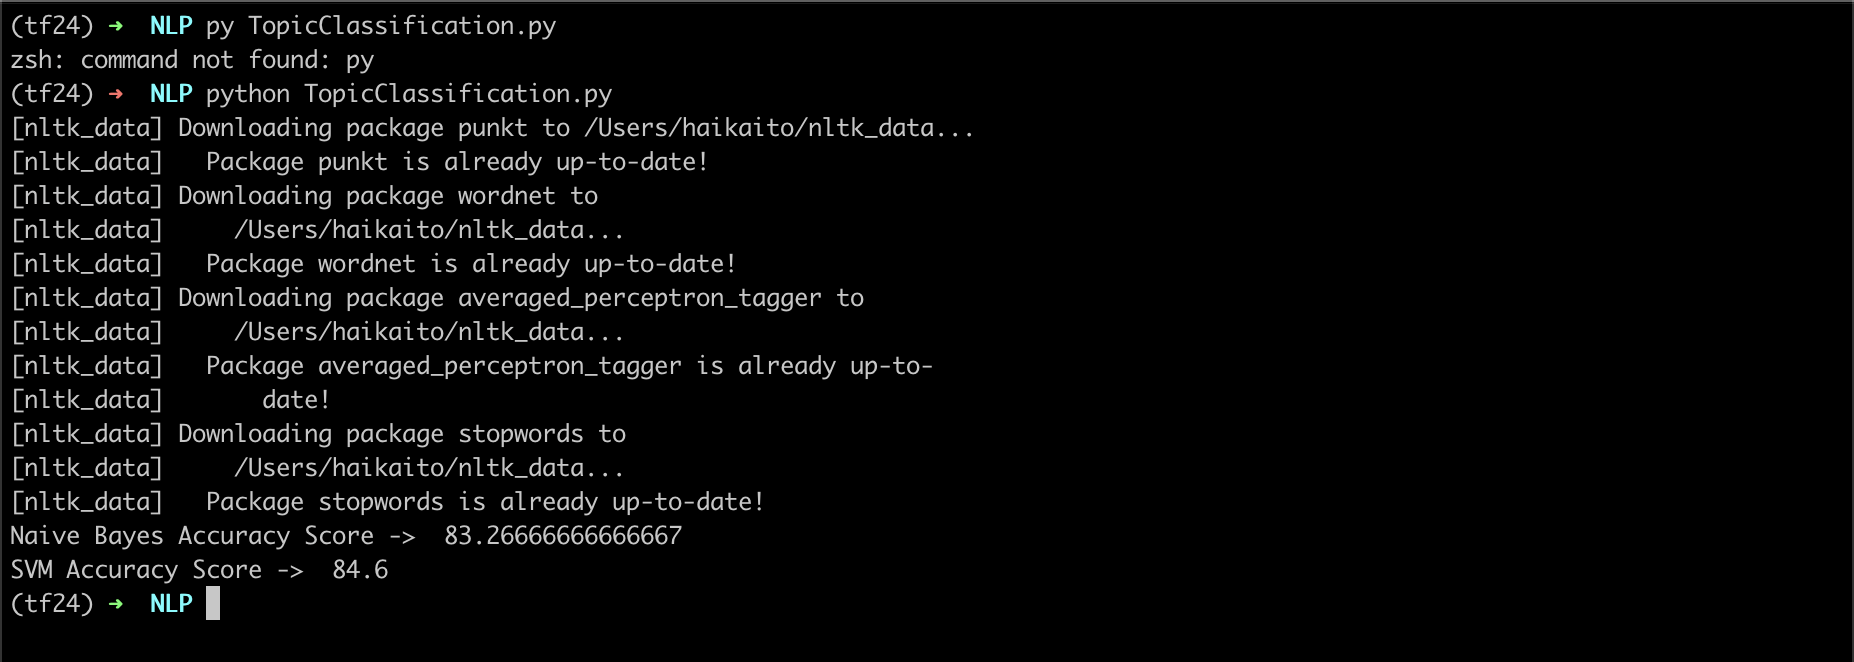 (tf24) ➜  NLP py TopicClassification.py
zsh: command not found: py
(tf24) ➜  NLP python TopicClassification.py
[nltk_data] Downloading package punkt to /Users/haikaito/nltk_data...
[nltk_data]   Package punkt is already up-to-date!
[nltk_data] Downloading package wordnet to
[nltk_data]     /Users/haikaito/nltk_data...
[nltk_data]   Package wordnet is already up-to-date!
[nltk_data] Downloading package averaged_perceptron_tagger to
[nltk_data]     /Users/haikaito/nltk_data...
[nltk_data]   Package averaged_perceptron_tagger is already up-to-
[nltk_data]       date!
[nltk_data] Downloading package stopwords to
[nltk_data]     /Users/haikaito/nltk_data...
[nltk_data]   Package stopwords is already up-to-date!
Naive Bayes Accuracy Score ->  83.26666666666667
SVM Accuracy Score ->  84.6
(tf24) ➜  NLP